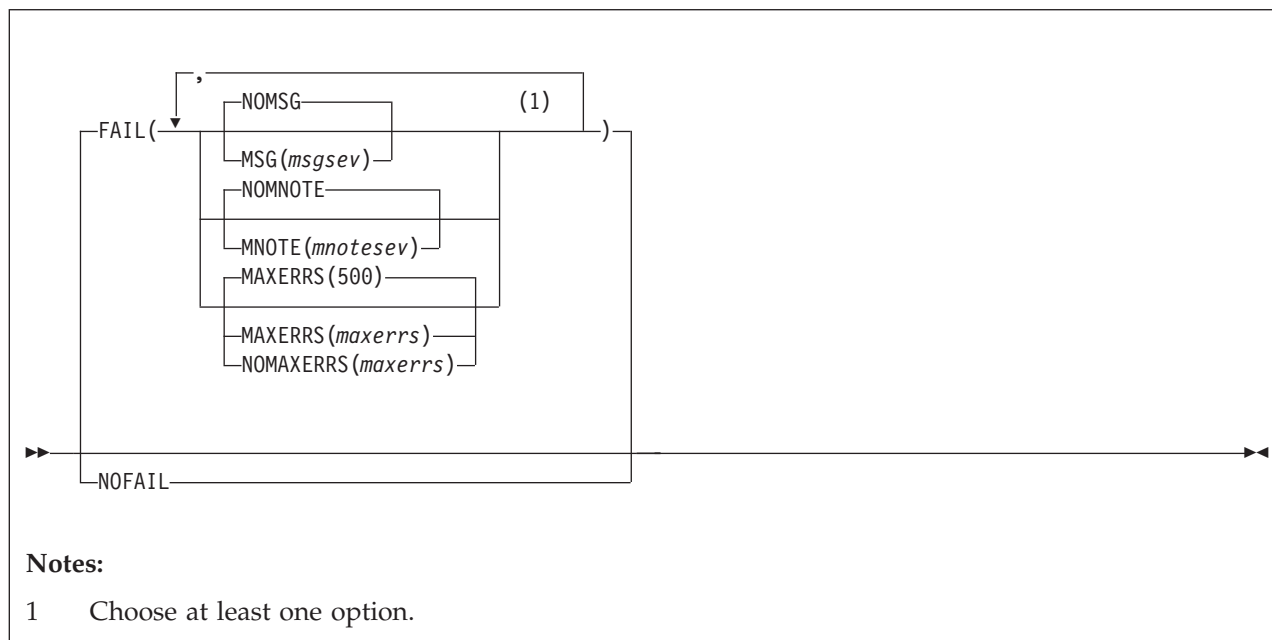 ,
NOMSG (1)
FAIL( )
MSG(msgsev)
NOMNOTE
MNOTE(mnotesev)
MAXERRS(500)
MAXERRS(maxerrs)
NOMAXERRS(maxerrs)
NOFAIL
Notes:
1 Choose at least one option.